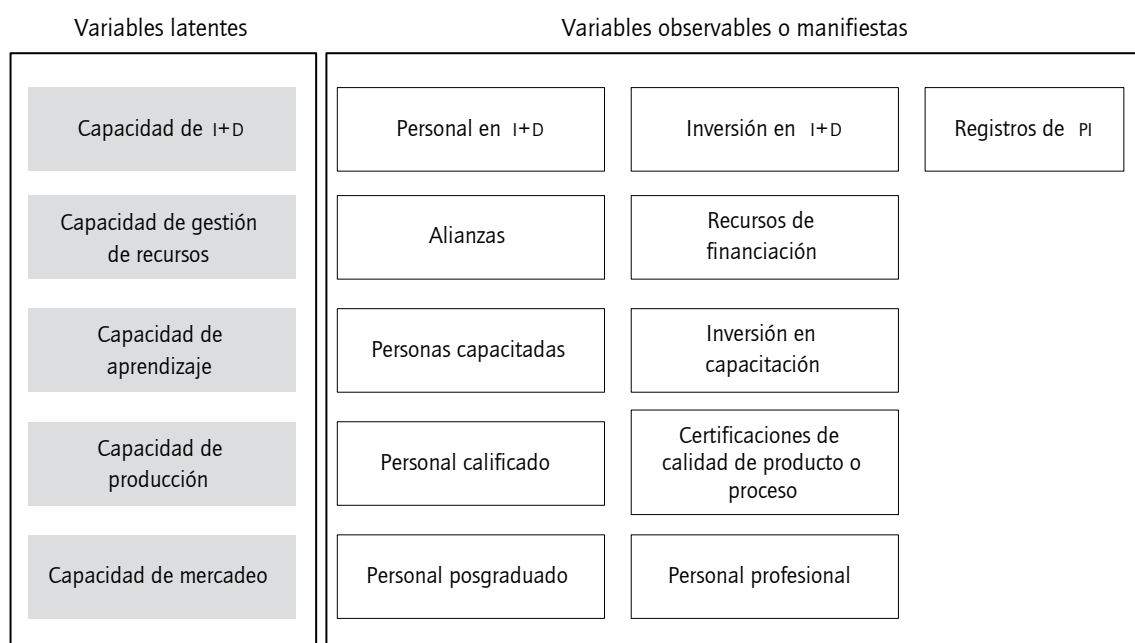 Variables latentes
Variables observables o manifiestas
Capacidad de I+D
Personal en I+D
Inversión en I+D
Registros de PI
Capacidad de gestión
de recursos
Alianzas
Recursos de
financiación
Capacidad de
aprendizaje
Personas capacitadas
Inversión en
capacitación
Capacidad de
producción
Personal calificado
Certificaciones de
calidad de producto o
proceso
Capacidad de mercadeo
Personal posgraduado
Personal profesional